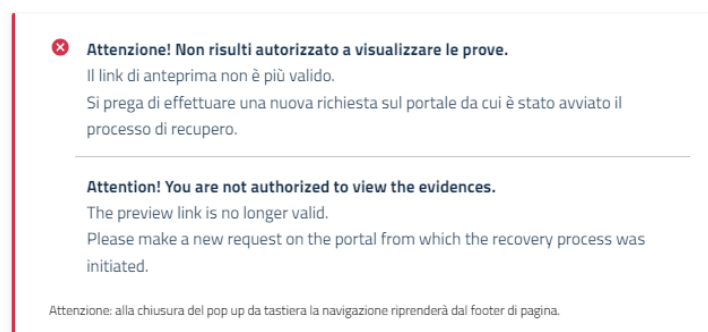 Attenzione! Non risulti autorizzato a visualizzare le prove.
Il link di anteprima non è più valido.
Si prega di effettuare una nuova richiesta sul portale da cui è stato avviato il
processo di recupero.
Attention! You are not authorized to view the evidences.
The preview link is no longer valid.
Please make a new request on the portal from which the recovery process was
initiated.
Attenzione: alla chiusura del pop up da tastiera la navigazione riprenderà dal footer di pagina.